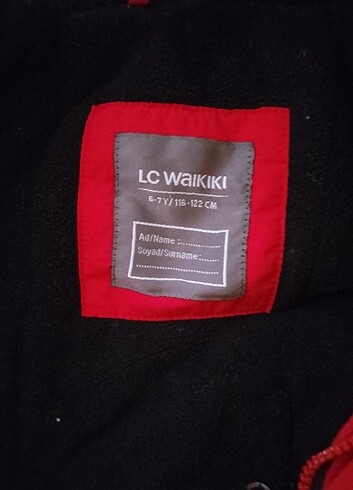 LC WAIKIKI
6-7 Y / 116-122 CM
Ad/Name :........
Soyad/Surname:.....
....................